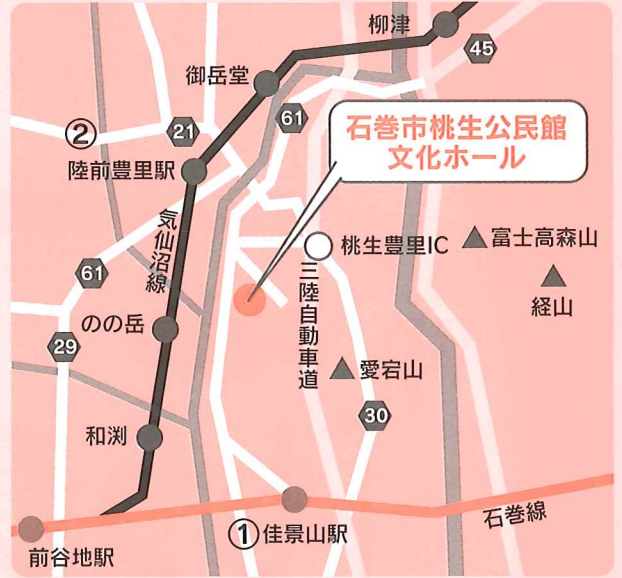 柳津
45
御岳堂
61
②
21
石巻市桃生公民館
文化ホール
陸前豊里駅
気仙沼線
桃生豊里IC
富士高森山
経山
61
三陸自動車道
のの岳
29
愛宕山
30
和渕
石巻線
①佳景山駅
前谷地駅